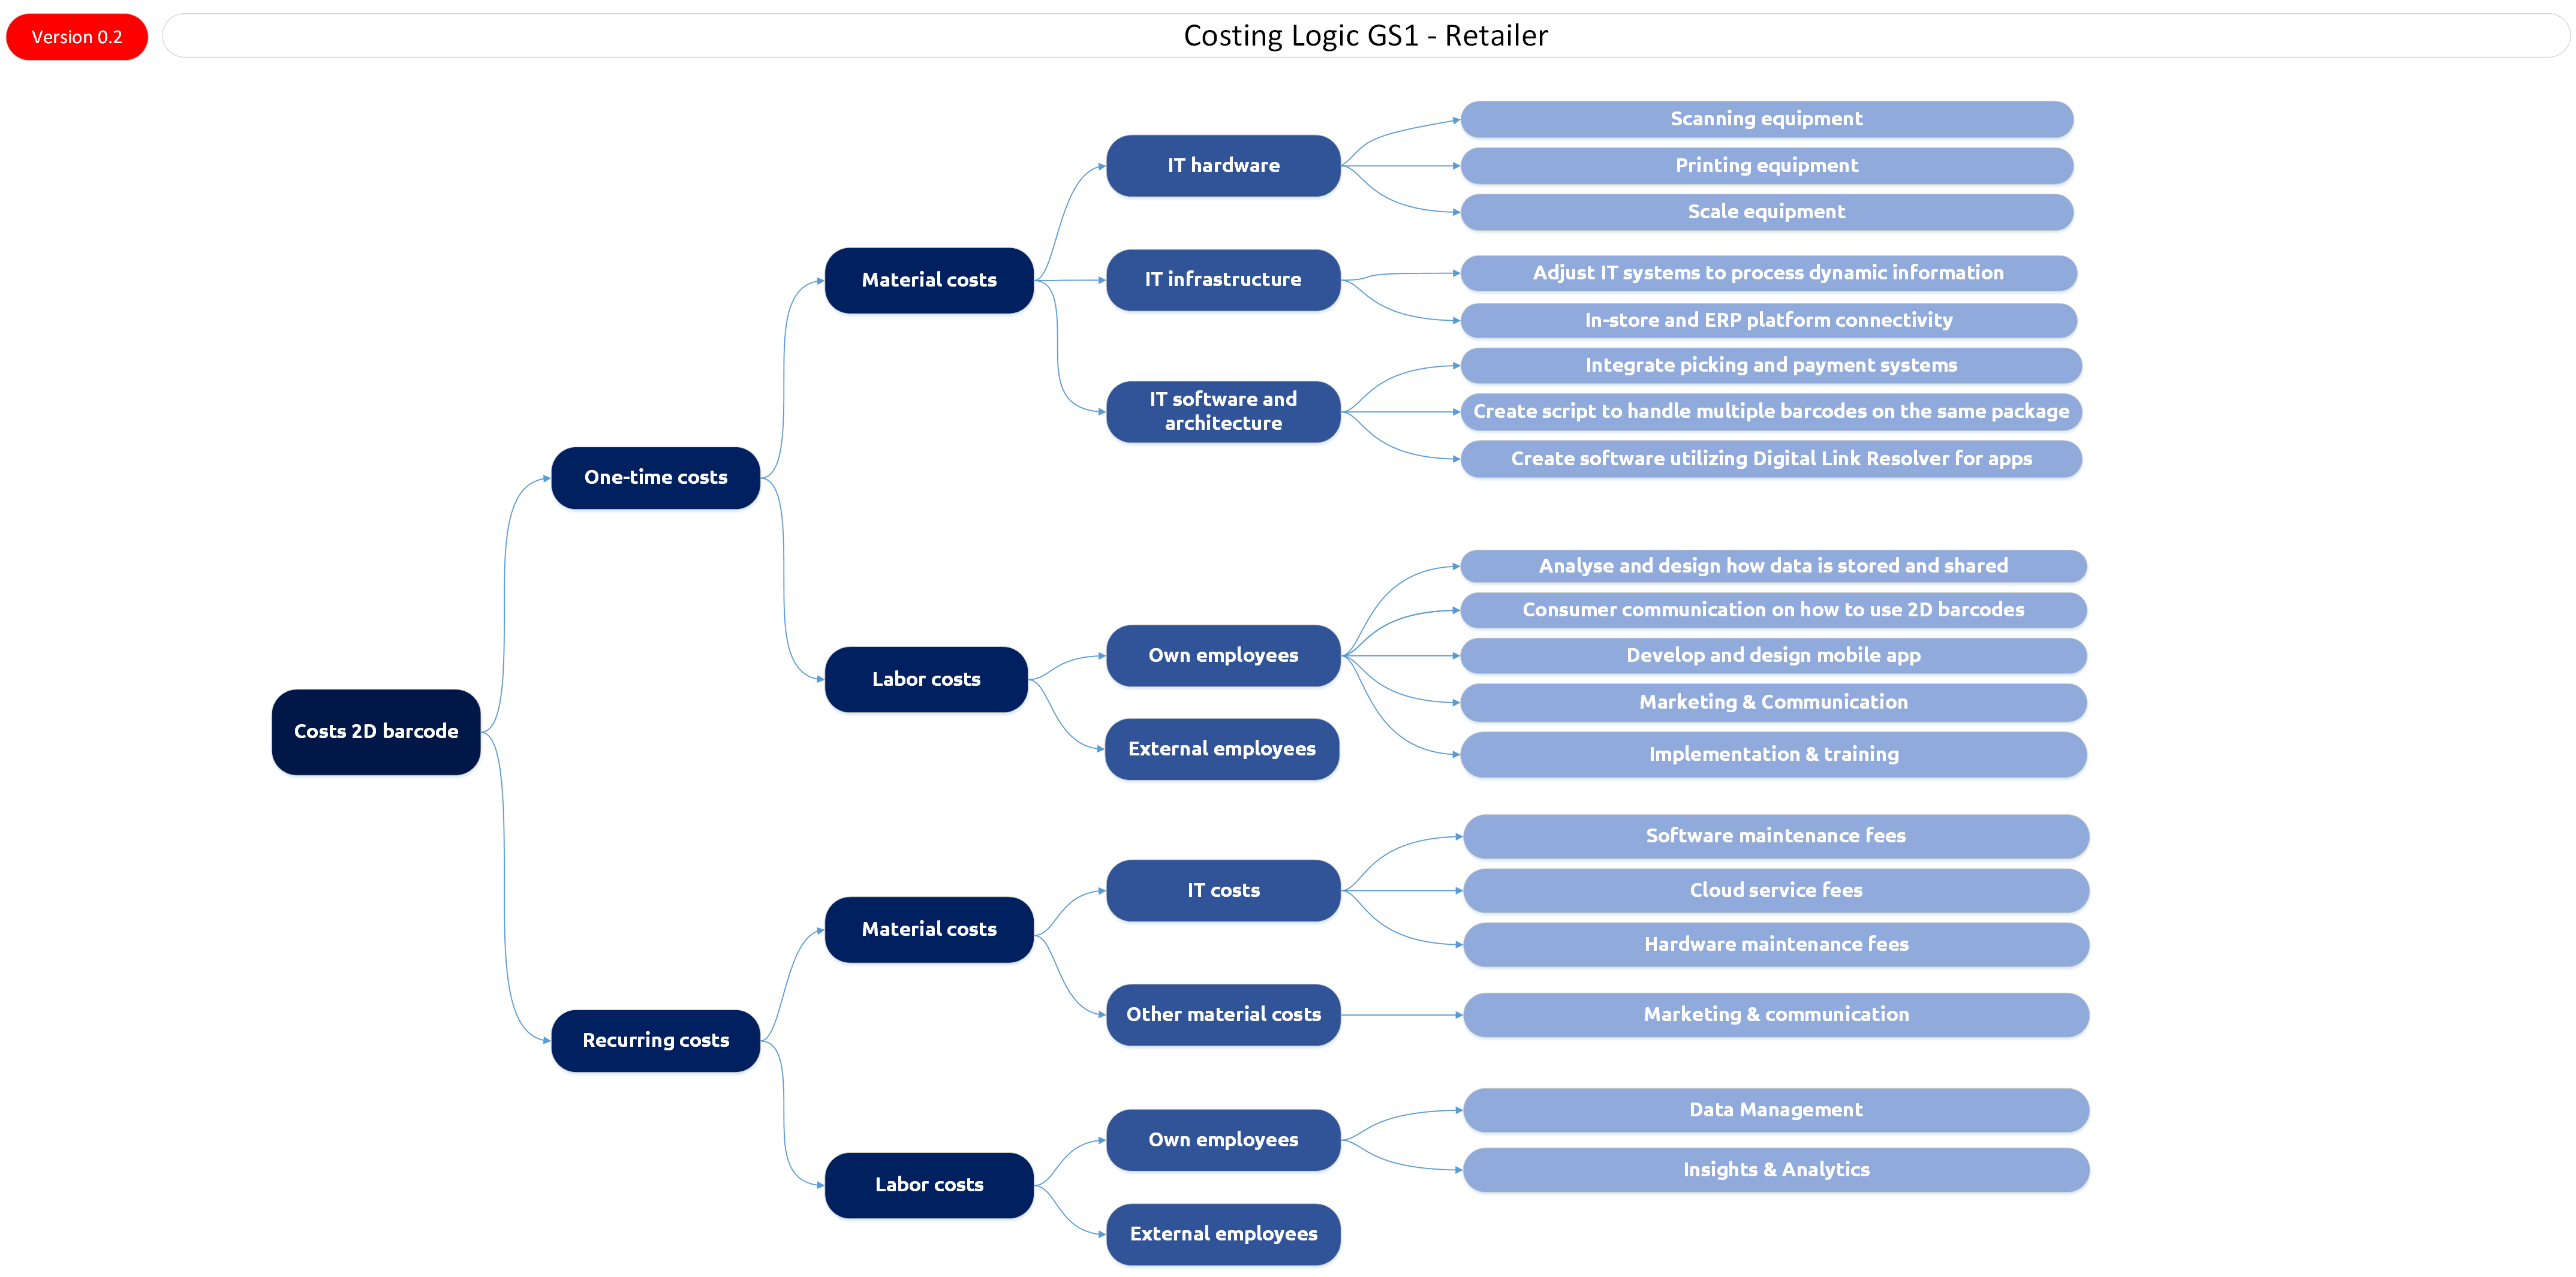 Version 0.2
Costing Logic GS1 - Retailer
Scanning equipment
IT hardware
Printing equipment
Scale equipment
Material costs
IT infrastructure
Adjust IT systems to process dynamic information
In-store and ERP platform connectivity
Integrate picking and payment systems
IT software and
architecture
Create script to handle multiple barcodes on the same package
Create software utilizing Digital Link Resolver for apps
One-time costs
Analyse and design how data is stored and shared
Consumer communication on how to use 2D barcodes
Own employees
Develop and design mobile app
Labor costs
Marketing & Communication
External employees
Implementation & training
Costs 2D barcode
Software maintenance fees
IT costs
Cloud service fees
Material costs
Hardware maintenance fees
Other material costs
Marketing & communication
Recurring costs
Data Management
Own employees
Insights & Analytics
Labor costs
External employees